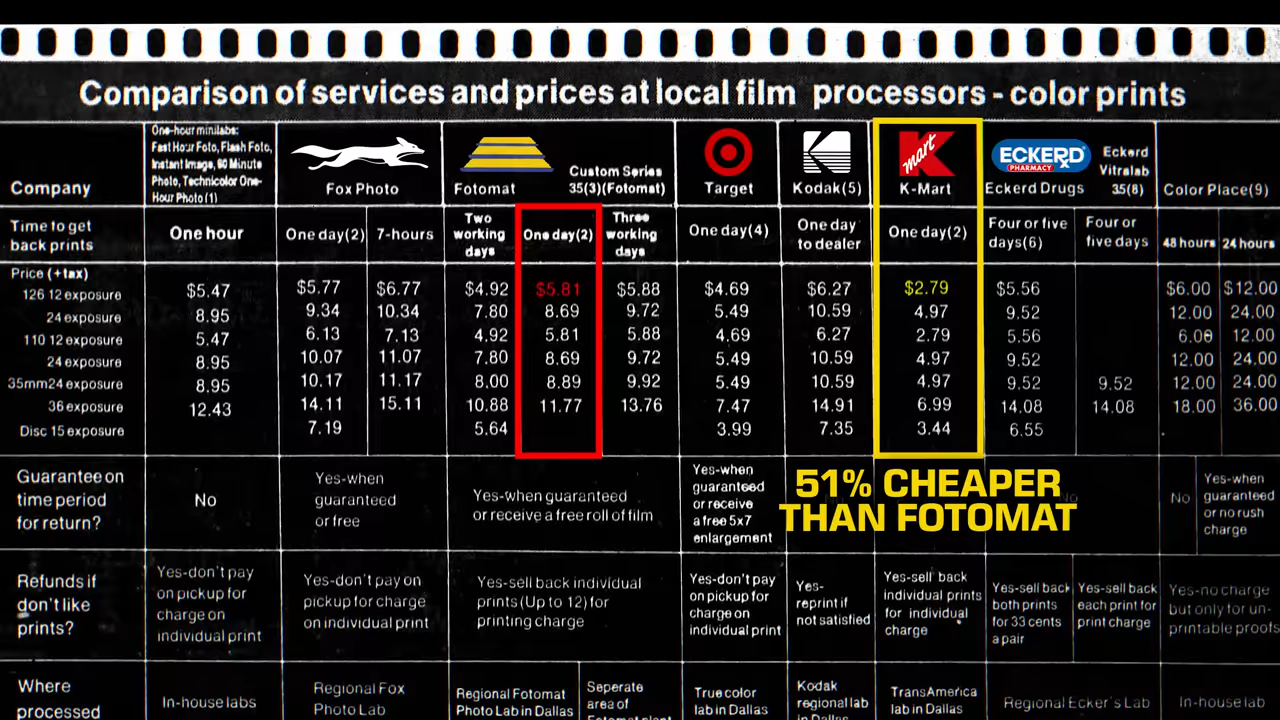 Comparison of services and prices at local film processors - color prints
Company
One-hour minilabs:
Fast Hour Foto, Flash Foto,
Instant Image, 90 Minute
Photo, Technicolor One-
Hour Photo (1)
Fox Photo
Fotomat
Custom Series
35(3)(Fotomat)
Target
Kodak(5)
Kmart
K-Mart
ECKERD
PHARMACY
Eckerd Drugs
Eckerd
Vitralab
35(8)
Color Place(9)
Time to get
back prints
One hour
One day(2)
7-hours
Two
working
days
One day(2)
Three
working
days
One day(4)
One day
to dealer
One day(2)
Four or five
days(6)
Four or
five days
48 hours
24 hours
Price (+tax)
126 12 exposure $5.47 $5.77 $6.77 $4.92 $5.81 $5.88 $4.69 $6.27 $2.79 $5.56 $6.00 $12.00
24 exposure 8.95 9.34 10.34 7.80 8.69 9.72 5.49 10.59 4.97 9.52 12.00 24.00
110 12 exposure 5.47 6.13 7.13 4.92 5.81 5.88 4.69 6.27 2.79 5.56 6.00 12.00
24 exposure 8.95 10.07 11.07 7.80 8.69 9.72 5.49 10.59 4.97 9.52 12.00 24.00
35mm24 exposure 8.95 10.17 11.17 8.00 8.89 9.92 5.49 10.59 4.97 9.52 9.52 12.00 24.00
36 exposure 12.43 14.11 15.11 10.88 11.77 13.76 7.47 14.91 6.99 14.08 14.08 18.00 36.00
Disc 15 exposure 7.19 5.64 3.99 7.35 3.44 6.55
Guarantee on
time period
for return?
No
Yes-when
guaranteed
or free
Yes-when guaranteed
or receive a free roll of film
Yes-when
guaranteed
or receive
a free 5x7
enlargement
51% CHEAPER
THAN FOTOMAT
No
No
Yes-when
guaranteed
or no rush
charge
Refunds if
don't like
prints?
Yes-don't pay
on pickup for
charge on
individual print
Yes-don't pay on
pickup for charge
on individual print
Yes-sell back individual
prints (Up to 12) for
printing charge
Yes-don't pay
on pickup for
charge on
individual print
Yes-
reprint if
not satisfied
Yes-sell back
individual prints
for individual
charge
Yes-sell back
both prints
for 33 cents
a pair
Yes-sell back
each print for
print charge
Yes-no charge
but only for un-
printable proofs
Where
processed
In-house labs
Regional Fox
Photo Lab
Regional Fotomat
Photo Lab in Dallas
Seperate
area of
Fotomat plant
True color
lab in Dallas
Kodak
regional lab
in Dallas
TransAmerica
lab in Dallas
Regional Ecker's Lab
In-house lab